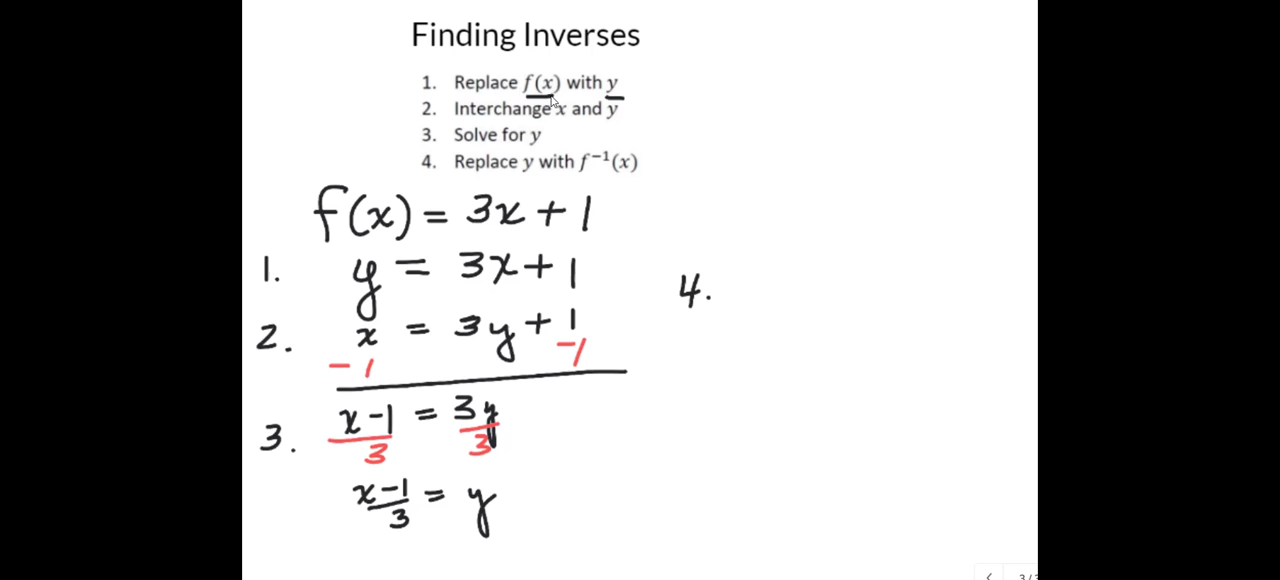 Finding Inverses
1. Replace f(x) with y
2. Interchange x and y
3. Solve for y
4. Replace y with f⁻¹(x)
f(x) = 3x + 1
1. y = 3x + 1
2. x = 3y + 1
-1 -1
3. x-1 = 3y
3 3
x-1/3 = y
4.